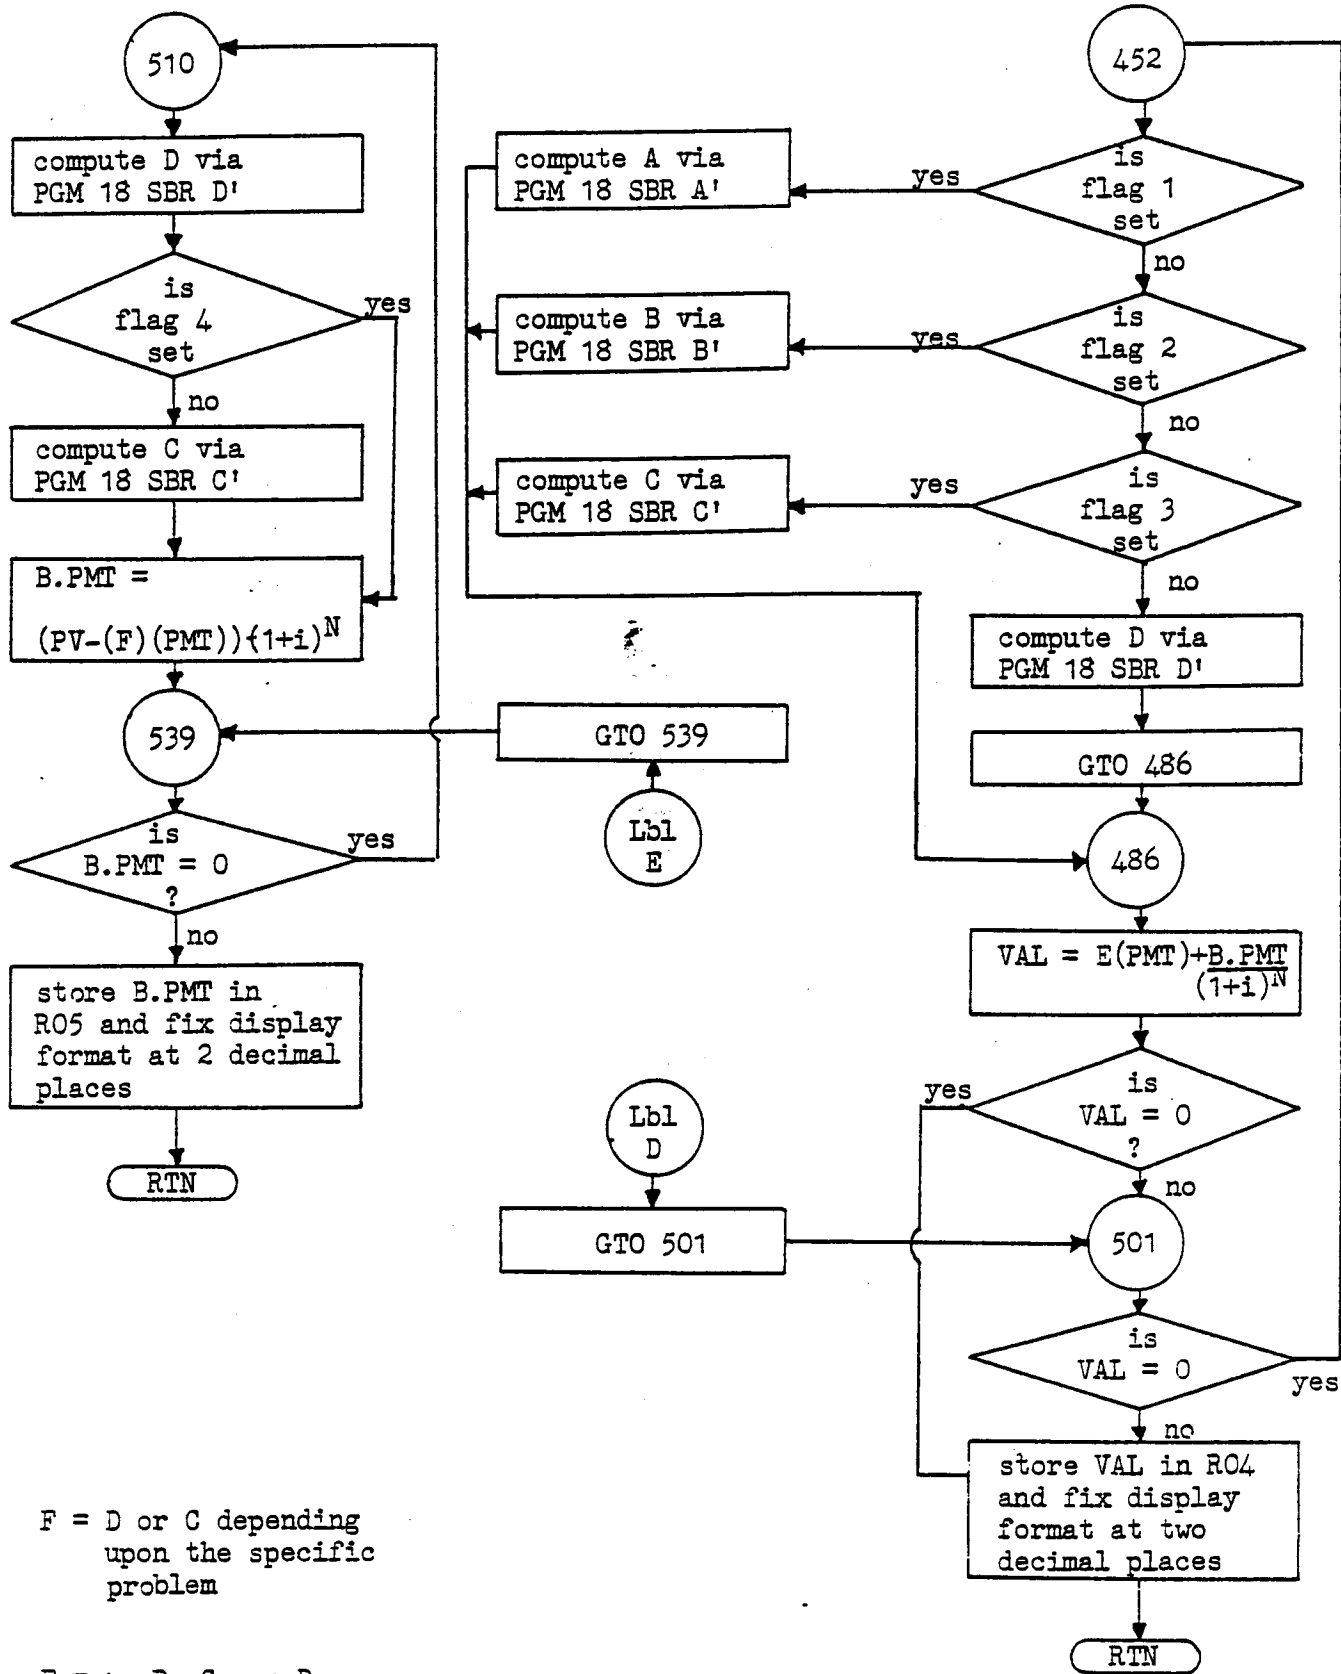 510
compute D via
PGM 18 SBR D'
is
flag 4
set
yes
no
compute C via
PGM 18 SBR C'
B.PMT =
(PV-(F)(PMT))(1+i)^N
539
is
B.PMT = 0
?
yes
no
store B.PMT in
R05 and fix display
format at 2 decimal
places
RTN
F = D or C depending
upon the specific
problem
compute A via
PGM 18 SBR A'
compute B via
PGM 18 SBR B'
compute C via
PGM 18 SBR C'
GTO 539
Lbl
E
Lbl
D
GTO 501
452
is
flag 1
set
yes
no
is
flag 2
set
yes
no
is
flag 3
set
yes
no
compute D via
PGM 18 SBR D'
GTO 486
486
VAL = E(PMT)+B.PMT
(1+i)^N
is
VAL = 0
?
yes
no
501
is
VAL = 0
yes
no
store VAL in R04
and fix display
format at two
decimal places
RTN